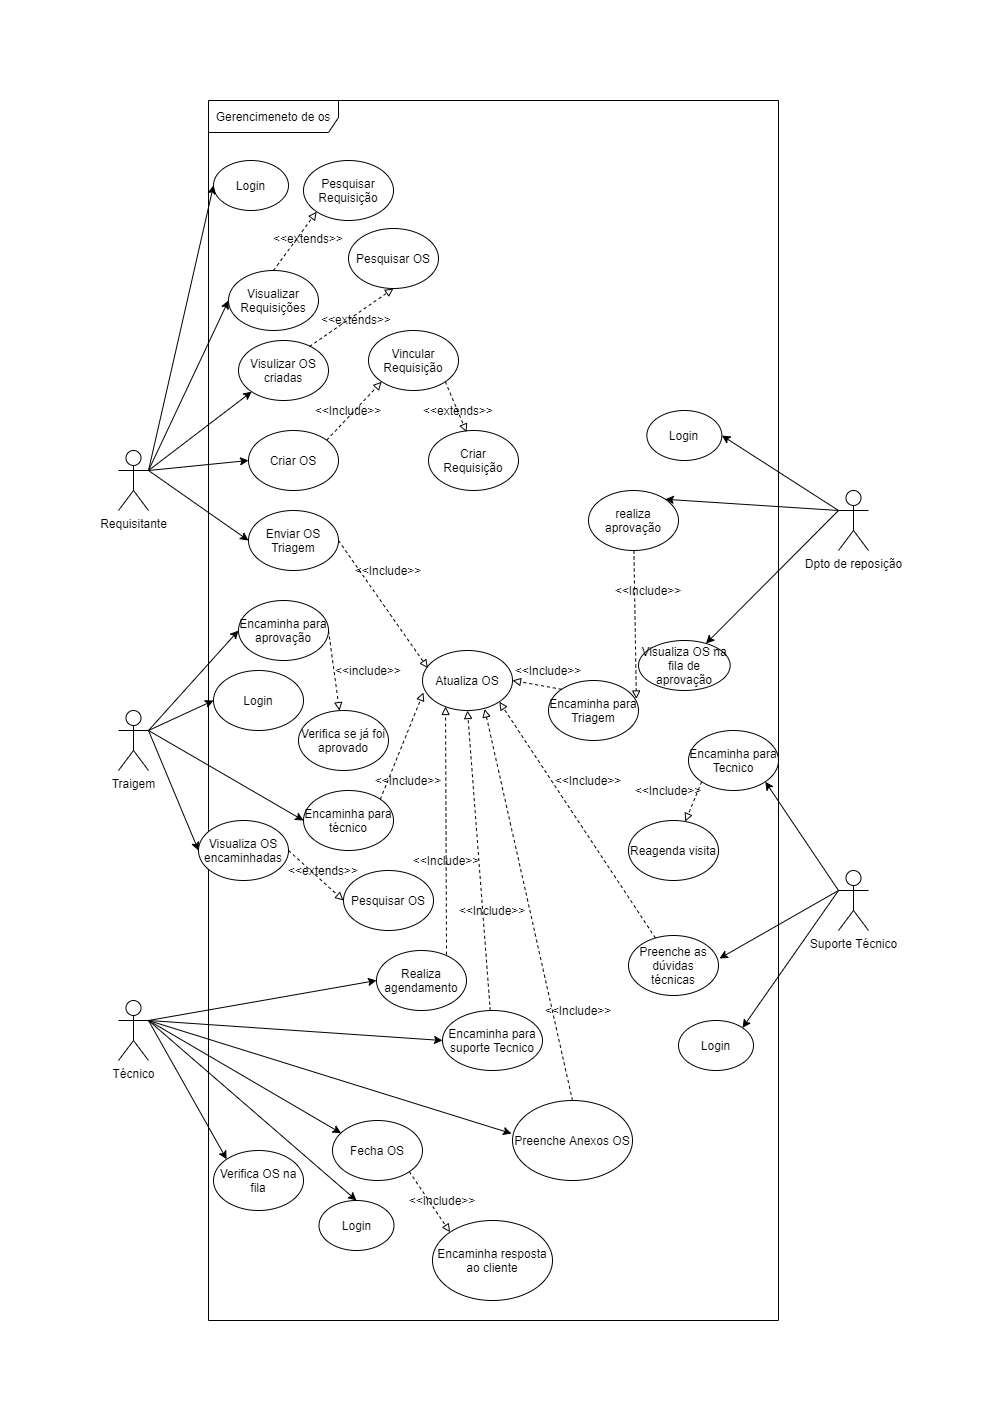 Gerencimeneto de os
Login
Pesquisar
Requisição
<<extends>>
Pesquisar OS
Visualizar
Requisições
<<extends>>
Visulizar OS
criadas
Vincular
Requisição
<<Include>>
<<extends>>
Criar OS
Criar
Requisição
Requisitante
Enviar OS
Triagem
<<Include>>
Login
realiza
aprovação
Dpto de reposição
<<Include>>
Visualiza OS na
fila de
aprovação
Encaminha para
aprovação
<<include>>
Atualiza OS
<<Include>>
Encaminha para
Triagem
Login
Verifica se já foi
aprovado
Traigem
<<Include>>
Encaminha para
técnico
Visualiza OS
encaminhadas
<<extends>>
Pesquisar OS
<<Include>>
<<Include>>
<<Include>>
Encaminha para
Tecnico
<<Include>>
Reagenda visita
Suporte Técnico
Preenche as
dúvidas
técnicas
Login
Realiza
agendamento
<<Include>>
Encaminha para
suporte Tecnico
Técnico
Preenche Anexos OS
Fecha OS
Verifica OS na
fila
<<Include>>
Login
Encaminha resposta
ao cliente